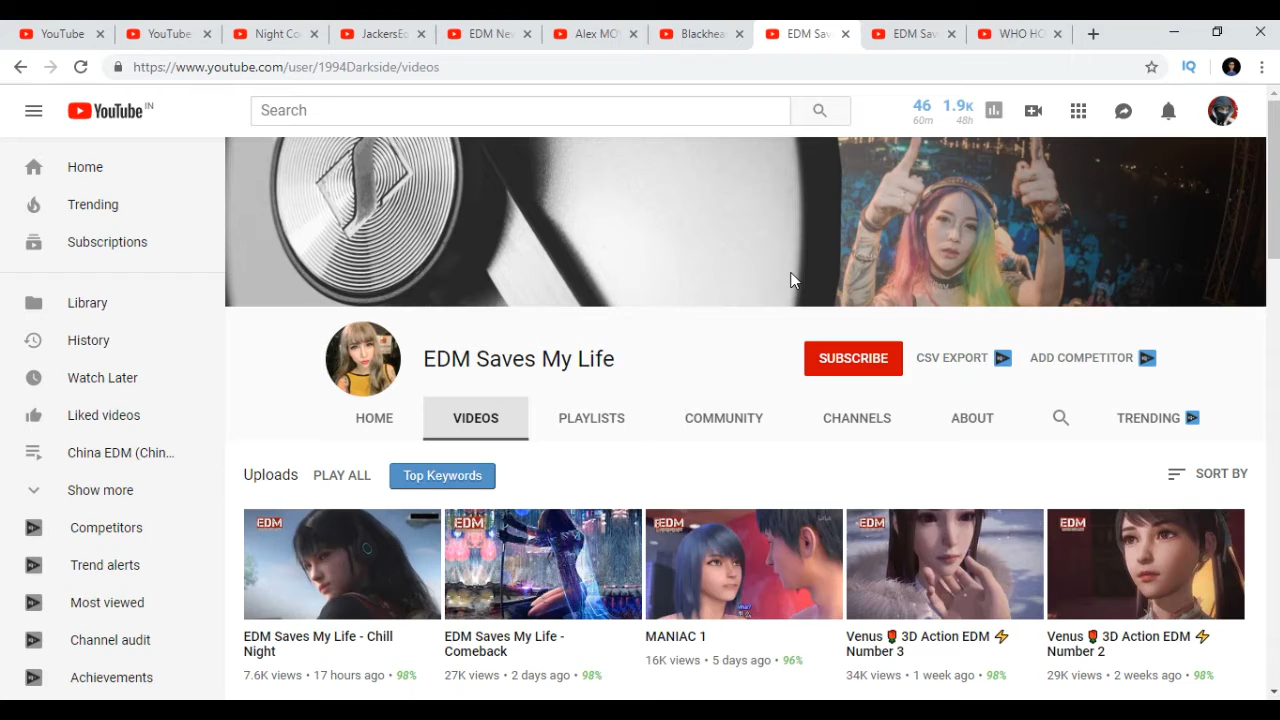 YouTube
YouTube
Night Co
JackersEo
EDM Ne
Alex MO
Blackhea
EDM Sav
EDM Sav
WHO HO
https://www.youtube.com/user/1994Darkside/videos
IQ
YouTube IN
Search
46 1.9K
60m 48h
Home
Trending
Subscriptions
Library
History
Watch Later
Liked videos
China EDM (Chin...
Show more
Competitors
Trend alerts
Most viewed
Channel audit
Achievements
EDM Saves My Life
SUBSCRIBE
CSV EXPORT
ADD COMPETITOR
HOME
VIDEOS
PLAYLISTS
COMMUNITY
CHANNELS
ABOUT
TRENDING
Uploads
PLAY ALL
Top Keywords
SORT BY
EDM
EDM
EDM
EDM
EDM
EDM Saves My Life - Chill
Night
7.6K views • 17 hours ago • 98%
EDM Saves My Life -
Comeback
27K views • 2 days ago • 98%
MANIAC 1
16K views • 5 days ago • 96%
Venus 🌹 3D Action EDM ⚡
Number 3
34K views • 1 week ago • 98%
Venus 🌹 3D Action EDM ⚡
Number 2
29K views • 2 weeks ago • 98%